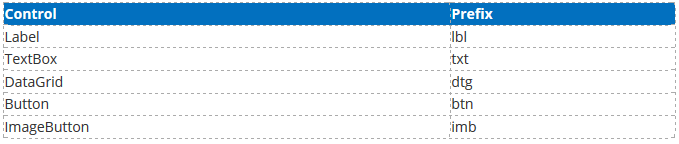 Control Prefix
Label lbl
TextBox txt
DataGrid dtg
Button btn
ImageButton imb